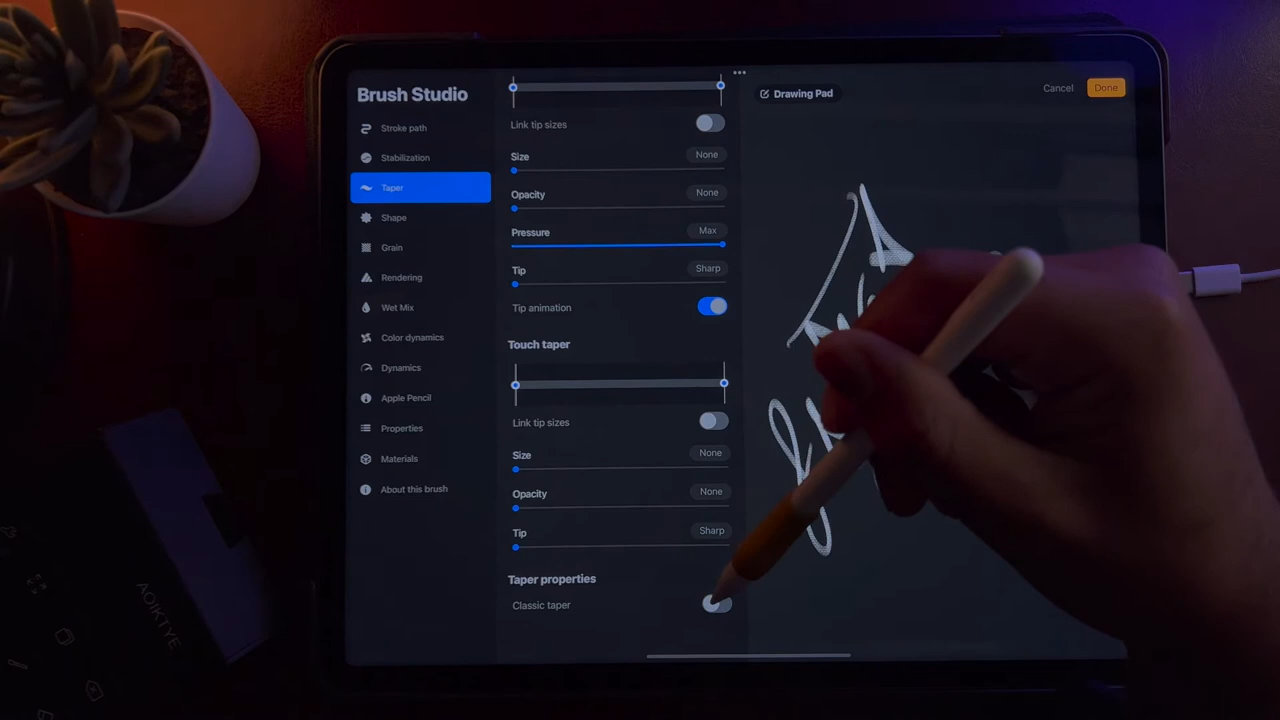 Brush Studio
Stroke path
Stabilization
Taper
Shape
Grain
Rendering
Wet Mix
Color dynamics
Dynamics
Apple Pencil
Properties
Materials
About this brush
Link tip sizes
Size None
Opacity None
Pressure Max
Tip Sharp
Tip animation
Touch taper
Link tip sizes
Size None
Opacity None
Tip Sharp
Taper properties
Classic taper
Drawing Pad
Cancel Done
AOIKTYE